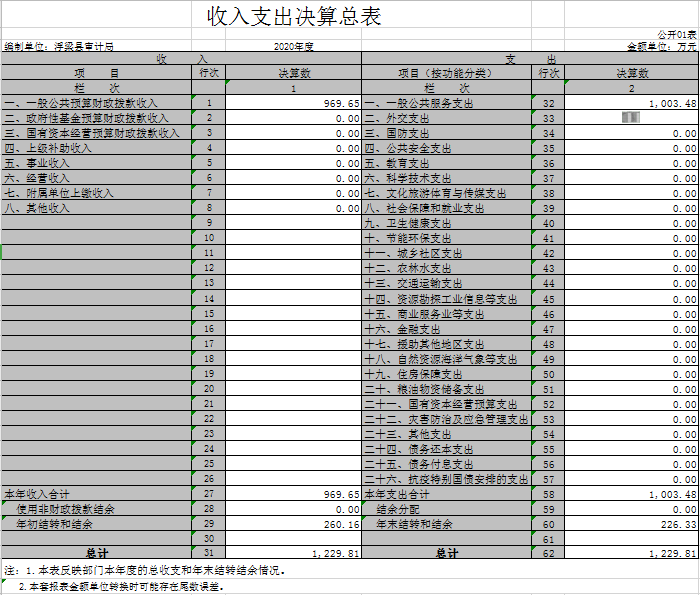 收入支出决算总表
公开01表
编制单位：浮梁县审计局 2020年度 金额单位：万元
收 入 支 出
项 目 行次 决算数 项目（按功能分类） 行次 决算数
栏 次 1 栏 次 2
一、一般公共预算财政拨款收入 1 969.65 一、一般公共服务支出 32 1,003.48
二、政府性基金预算财政拨款收入 2 0.00 二、外交支出 33
三、国有资本经营预算财政拨款收入 3 0.00 三、国防支出 34 0.00
四、上级补助收入 4 0.00 四、公共安全支出 35 0.00
五、事业收入 5 0.00 五、教育支出 36 0.00
六、经营收入 6 0.00 六、科学技术支出 37 0.00
七、附属单位上缴收入 7 0.00 七、文化旅游体育与传媒支出 38 0.00
八、其他收入 8 0.00 八、社会保障和就业支出 39 0.00
9 九、卫生健康支出 40 0.00
10 十、节能环保支出 41 0.00
11 十一、城乡社区支出 42 0.00
12 十二、农林水支出 43 0.00
13 十三、交通运输支出 44 0.00
14 十四、资源勘探工业信息等支出 45 0.00
15 十五、商业服务业等支出 46 0.00
16 十六、金融支出 47 0.00
17 十七、援助其他地区支出 48 0.00
18 十八、自然资源海洋气象等支出 49 0.00
19 十九、住房保障支出 50 0.00
20 二十、粮油物资储备支出 51 0.00
21 二十一、国有资本经营预算支出 52 0.00
22 二十二、灾害防治及应急管理支出 53 0.00
23 二十三、其他支出 54 0.00
24 二十四、债务还本支出 55 0.00
25 二十五、债务付息支出 56 0.00
26 二十六、抗疫特别国债安排的支出 57 0.00
本年收入合计 27 969.65 本年支出合计 58 1,003.48
使用非财政拨款结余 28 0.00 结余分配 59 0.00
年初结转和结余 29 260.16 年末结转和结余 60 226.33
30 61
总计 31 1,229.81 总计 62 1,229.81
注：1.本表反映部门本年度的总收支和年末结转结余情况。
2.本套报表金额单位转换时可能存在尾数误差。